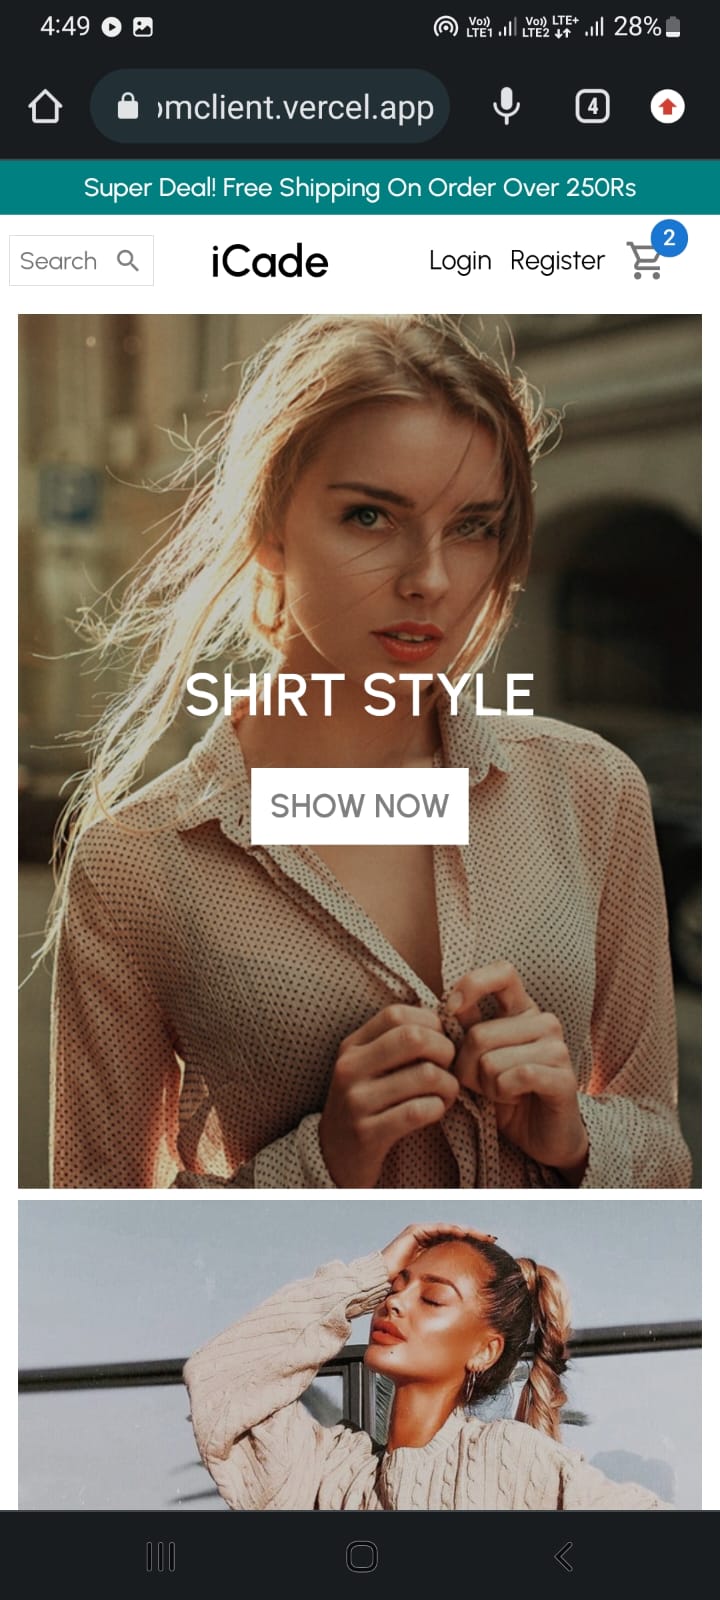 4:49 Vo)) LTE1 Vo)) LTE2 LTE+ 28%
omclient.vercel.app 4
Super Deal! Free Shipping On Order Over 250Rs
Search iCade Login Register 2
SHIRT STYLE
SHOW NOW